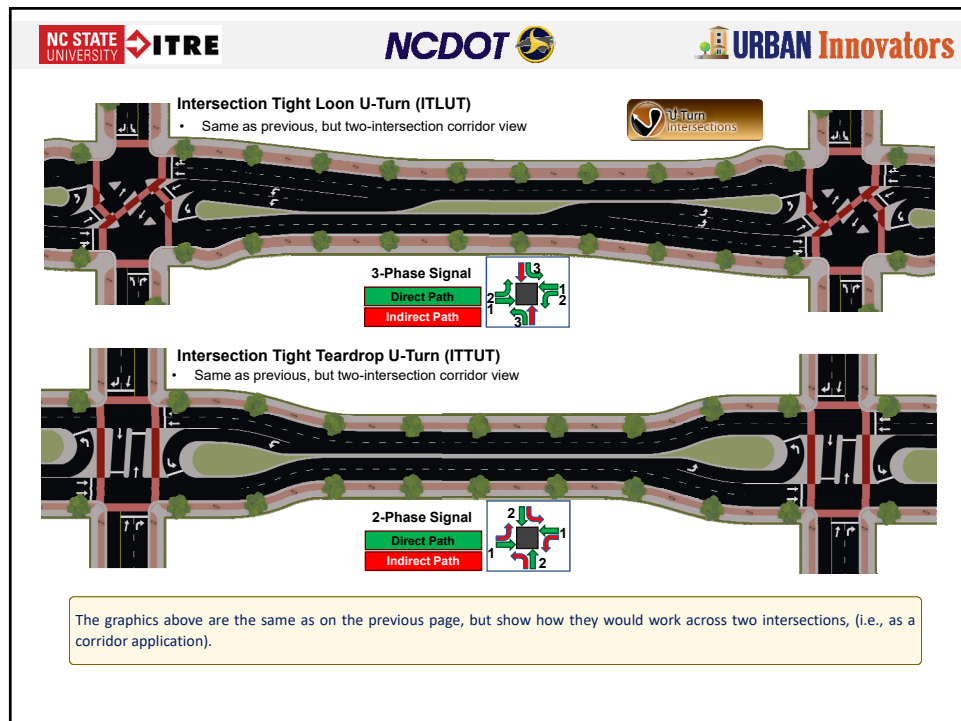 NC STATE UNIVERSITY ITRE
NCDOT
URBAN Innovators
Intersection Tight Loon U-Turn (ITLUT)
• Same as previous, but two-intersection corridor view
U-Turn
Intersections
3-Phase Signal
Direct Path
Indirect Path
3
2
1
1
2
3
Intersection Tight Teardrop U-Turn (ITTUT)
• Same as previous, but two-intersection corridor view
2-Phase Signal
Direct Path
Indirect Path
2
1
1
2
The graphics above are the same as on the previous page, but show how they would work across two intersections, (i.e., as a
corridor application).